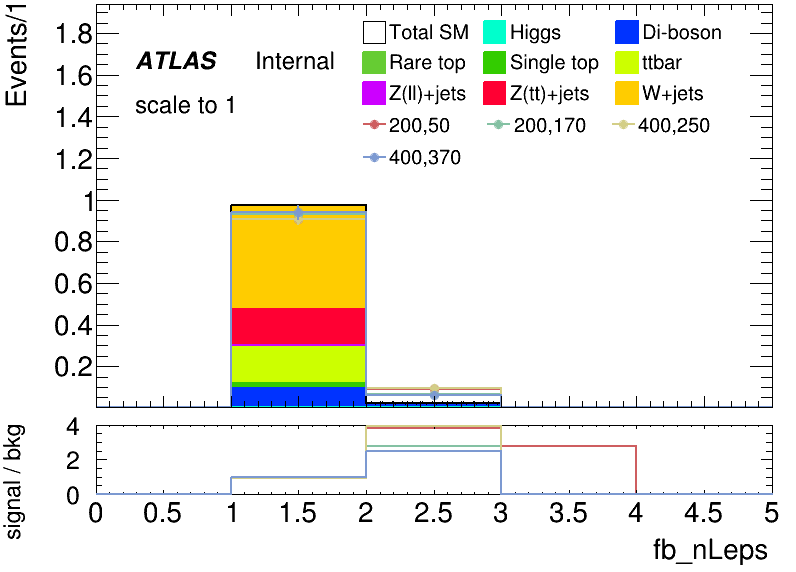 Events/1
1.8
1.6
1.4
1.2
1
0.8
0.6
0.4
0.2
ATLAS Internal
scale to 1
Total SM Higgs Di-boson
Rare top Single top ttbar
Z(ll)+jets Z(tt)+jets W+jets
200,50 200,170 400,250
400,370
signal / bkg
4
2
0
0 0.5 1 1.5 2 2.5 3 3.5 4 4.5 5
fb_nLeps